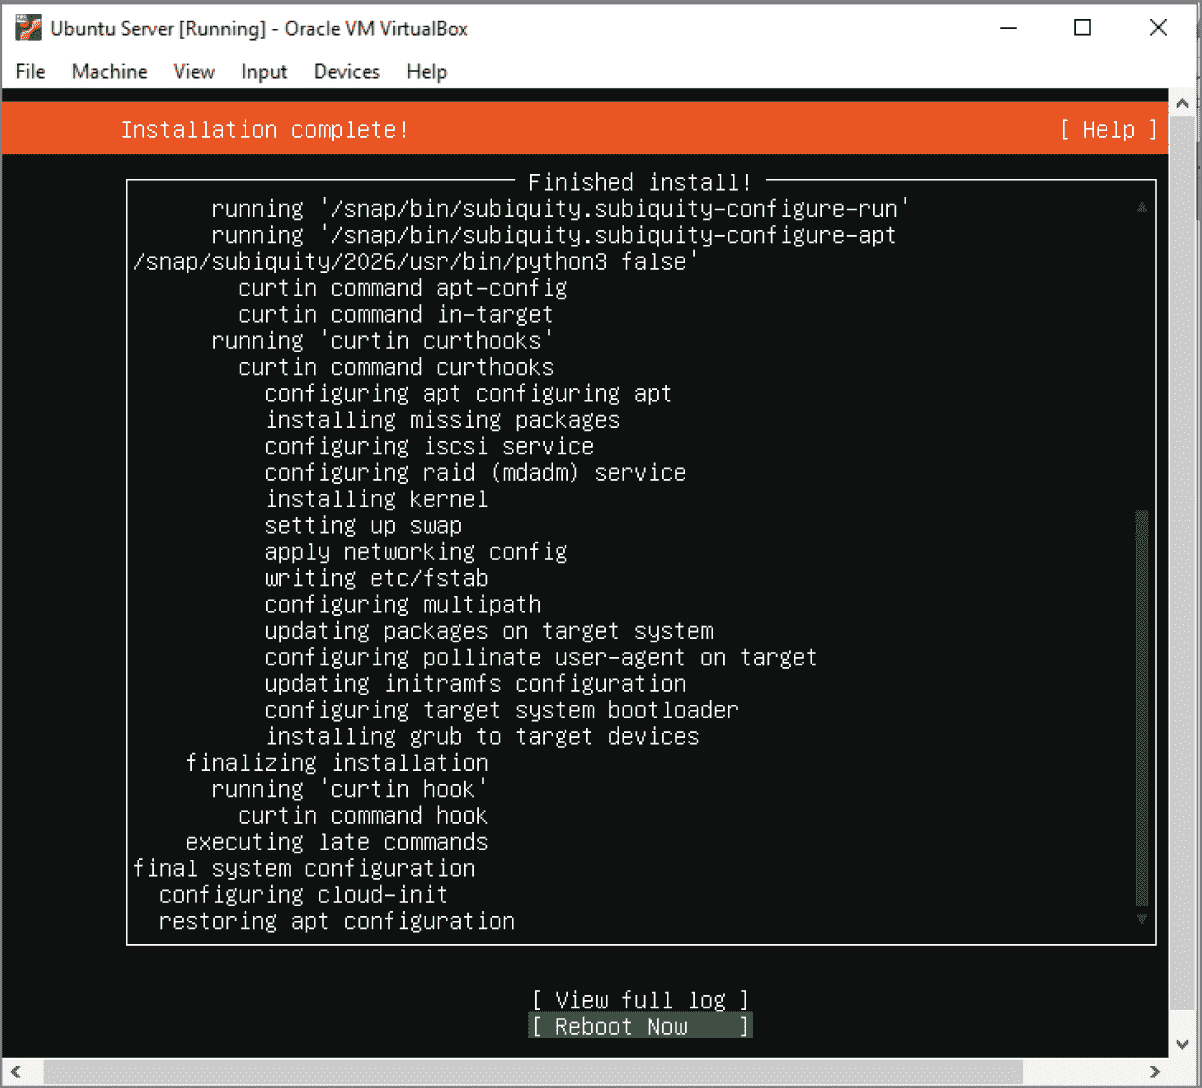 Ubuntu Server [Running] - Oracle VM VirtualBox
File Machine View Input Devices Help
Installation complete! [ Help ]
Finished install!
running '/snap/bin/subiquity.subiquity-configure-run'
running '/snap/bin/subiquity.subiquity-configure-apt
/snap/subiquity/2026/usr/bin/python3 false'
curtin command apt-config
curtin command in-target
running 'curtin curthooks'
curtin command curthooks
configuring apt configuring apt
installing missing packages
configuring iscsi service
configuring raid (mdadm) service
installing kernel
setting up swap
apply networking config
writing etc/fstab
configuring multipath
updating packages on target system
configuring pollinate user-agent on target
updating initramfs configuration
configuring target system bootloader
installing grub to target devices
finalizing installation
running 'curtin hook'
curtin command hook
executing late commands
final system configuration
configuring cloud-init
restoring apt configuration
[ View full log ]
[ Reboot Now ]